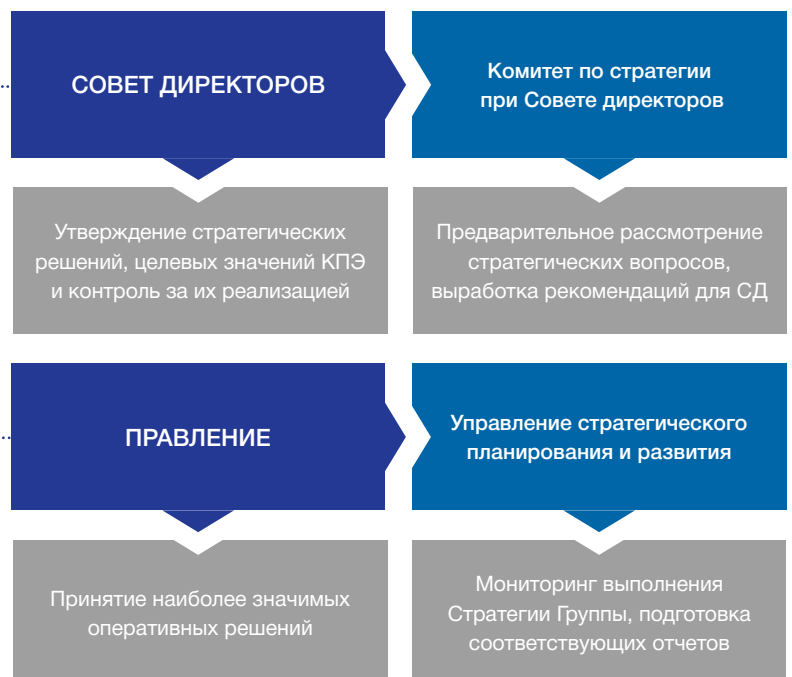 СОВЕТ ДИРЕКТОРОВ
Комитет по стратегии
при Совете директоров
Утверждение стратегических
решений, целевых значений КПЭ
и контроль за их реализацией
Предварительное рассмотрение
стратегических вопросов,
выработка рекомендаций для СД
ПРАВЛЕНИЕ
Управление стратегического
планирования и развития
Принятие наиболее значимых
оперативных решений
Мониторинг выполнения
Стратегии Группы, подготовка
соответствующих отчетов